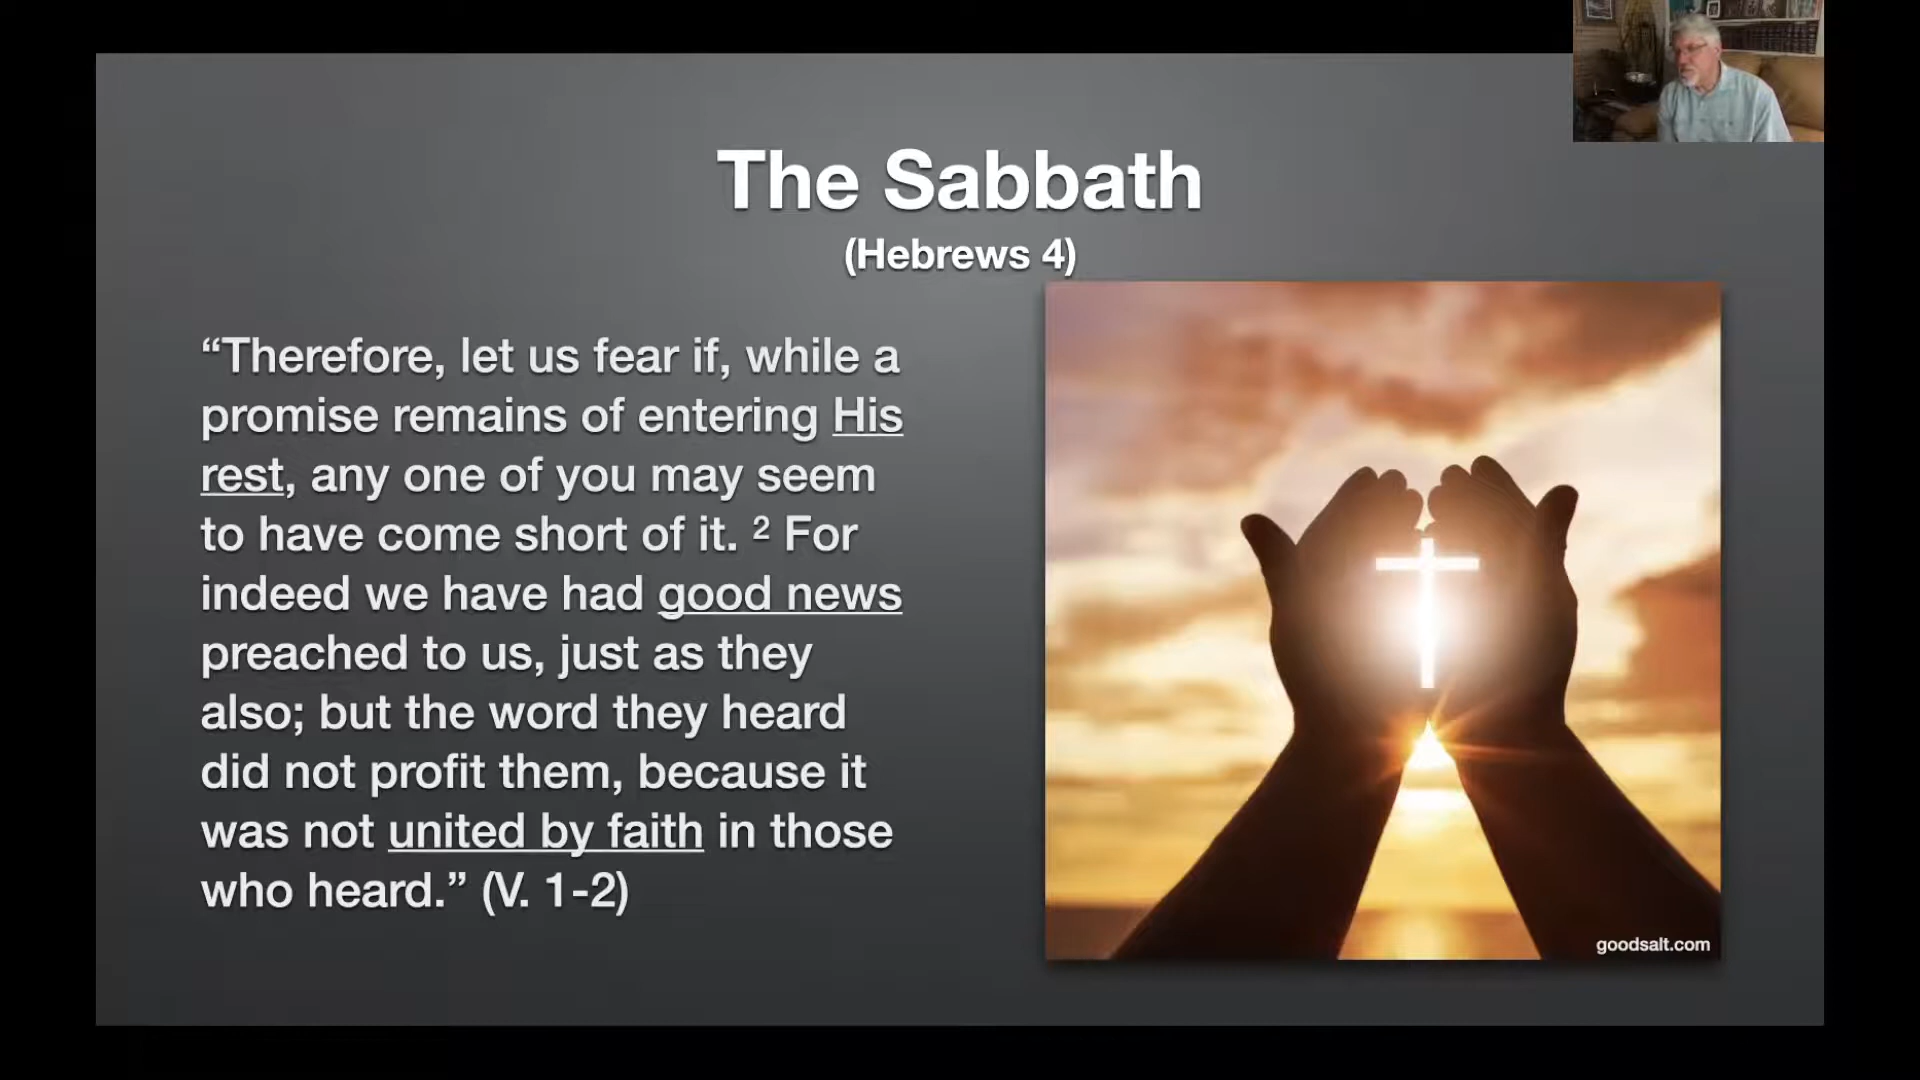 The Sabbath
(Hebrews 4)
“Therefore, let us fear if, while a
promise remains of entering His
rest, any one of you may seem
to have come short of it. ² For
indeed we have had good news
preached to us, just as they
also; but the word they heard
did not profit them, because it
was not united by faith in those
who heard.” (V. 1-2)
goodsalt.com